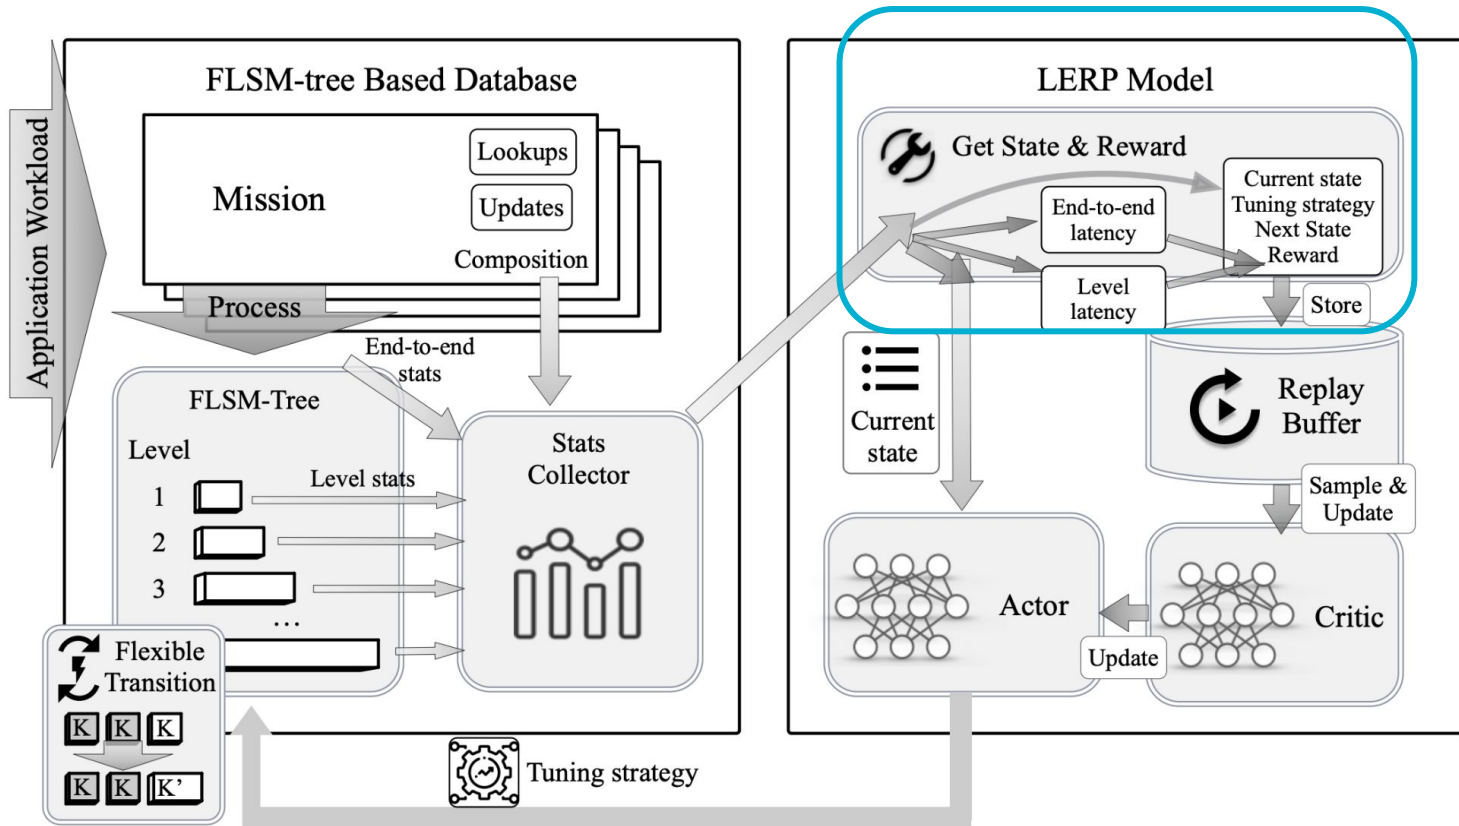 Application Workload
FLSM-tree Based Database
Mission
Lookups
Updates
Composition
Process
End-to-end
stats
FLSM-Tree
Level
1
2
3
...
Level stats
Stats
Collector
Flexible
Transition
K K K
K K K’
Tuning strategy
LERP Model
Get State & Reward
End-to-end
latency
Level
latency
Current state
Tuning strategy
Next State
Reward
Store
Current
state
Replay
Buffer
Sample &
Update
Actor
Update
Critic